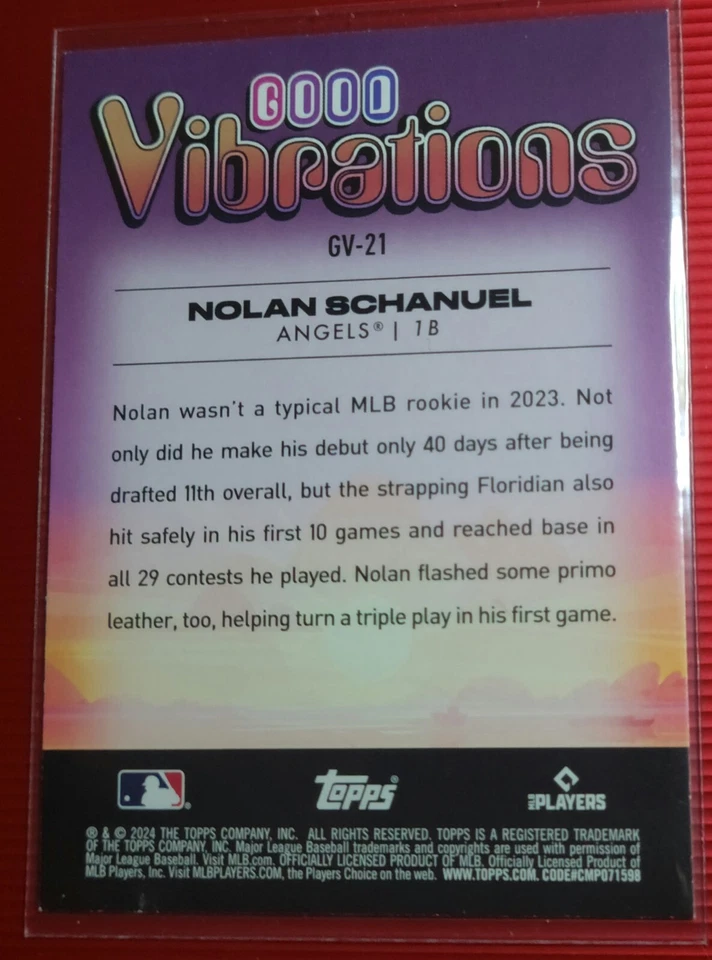 GOOD
Vibrations
GV-21
NOLAN SCHANUEL
ANGELS® | 1B
Nolan wasn't a typical MLB rookie in 2023. Not
only did he make his debut only 40 days after being
drafted 11th overall, but the strapping Floridian also
hit safely in his first 10 games and reached base in
all 29 contests he played. Nolan flashed some primo
leather, too, helping turn a triple play in his first game.
topps®
MLB PLAYERS
® & © 2024 THE TOPPS COMPANY, INC. ALL RIGHTS RESERVED. TOPPS IS A REGISTERED TRADEMARK
OF THE TOPPS COMPANY, INC. Major League Baseball trademarks and copyrights are used with permission of
Major League Baseball. Visit MLB.com. OFFICIALLY LICENSED PRODUCT OF MLB. Officially Licensed Product of
MLB Players, Inc. Visit MLBPLAYERS.COM, the Players Choice on the web. WWW.TOPPS.COM. CODE#CMP071598